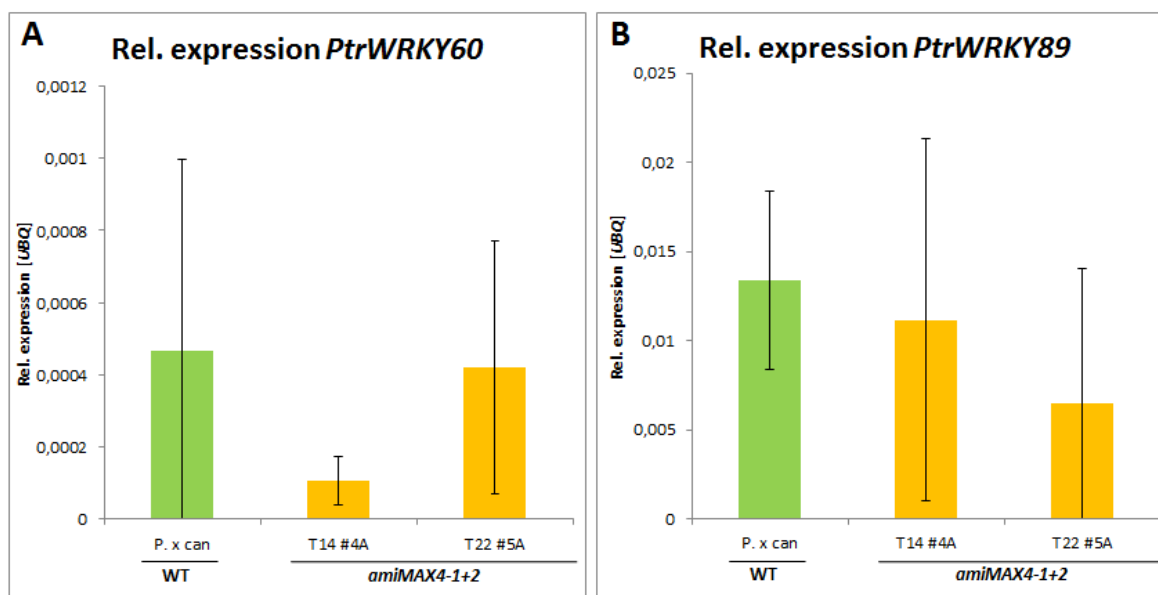 A
Rel. expression PtrWRKY60
0,0012
0,001
0,0008
0,0006
0,0004
0,0002
0
Rel. expression [UBQ]
P. x can
T14 #4A
T22 #5A
WT
amiMAX4-1+2
B
Rel. expression PtrWRKY89
0,025
0,02
0,015
0,01
0,005
0
Rel. expression [UBQ]
P. x can
T14 #4A
T22 #5A
WT
amiMAX4-1+2